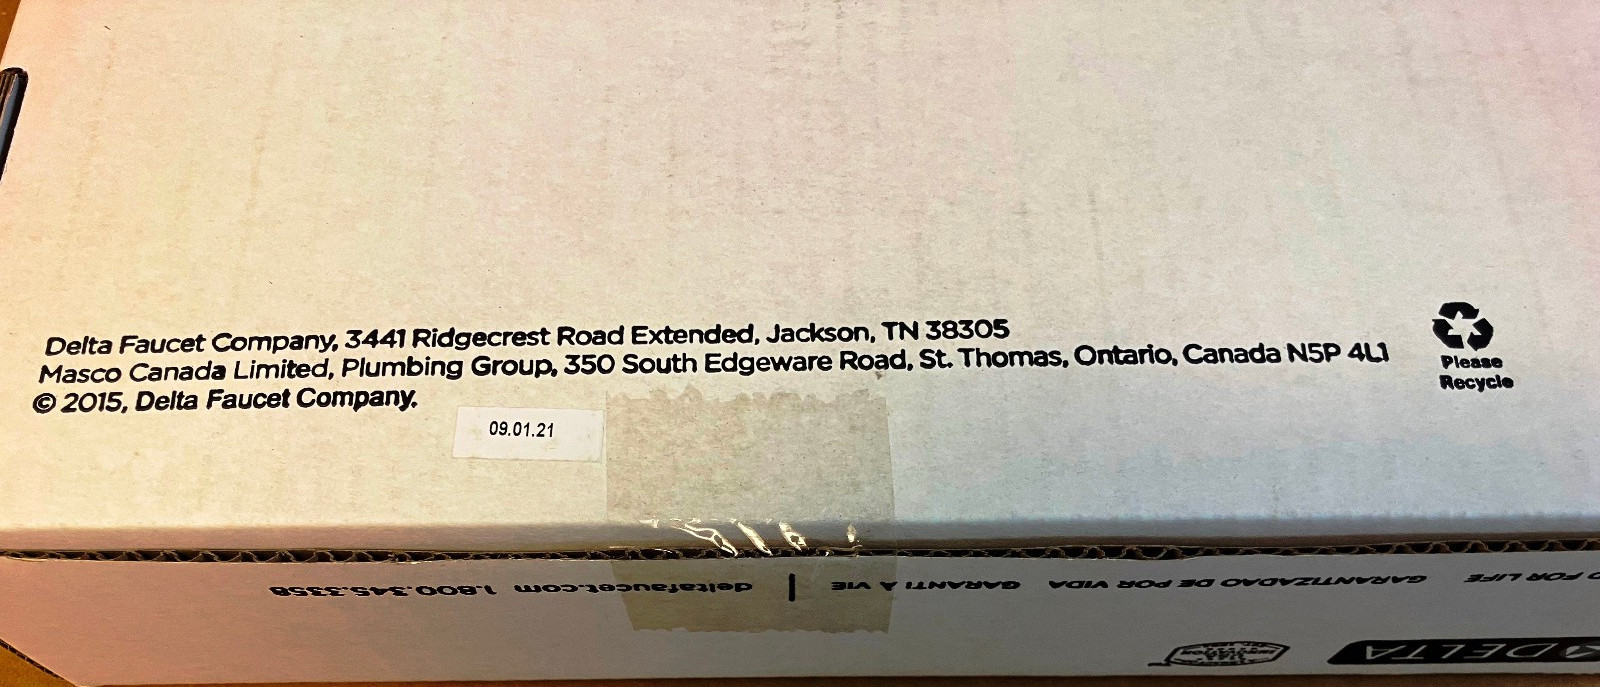 Delta Faucet Company, 3441 Ridgecrest Road Extended, Jackson, TN 38305
Masco Canada Limited, Plumbing Group, 350 South Edgeware Road, St. Thomas, Ontario, Canada N5P 4L1
© 2015, Delta Faucet Company.
Please
Recycle
09.01.21
D FOR LIFE GARANTIZADAO DE POR VIDA GARANTI A VIE | deltafaucet.com 1.800.345.3358
DELTA